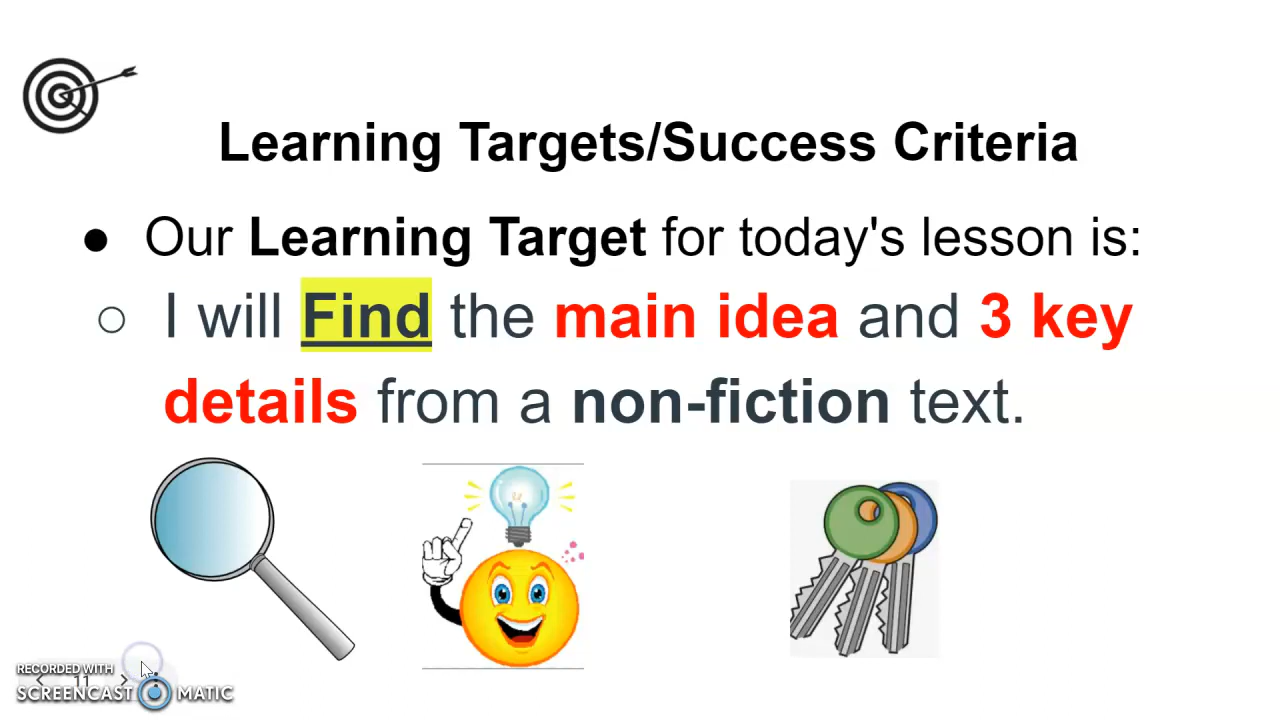 Learning Targets/Success Criteria
● Our Learning Target for today's lesson is:
○ I will Find the main idea and 3 key
details from a non-fiction text.
RECORDED WITH
11
SCREENCAST MATIC